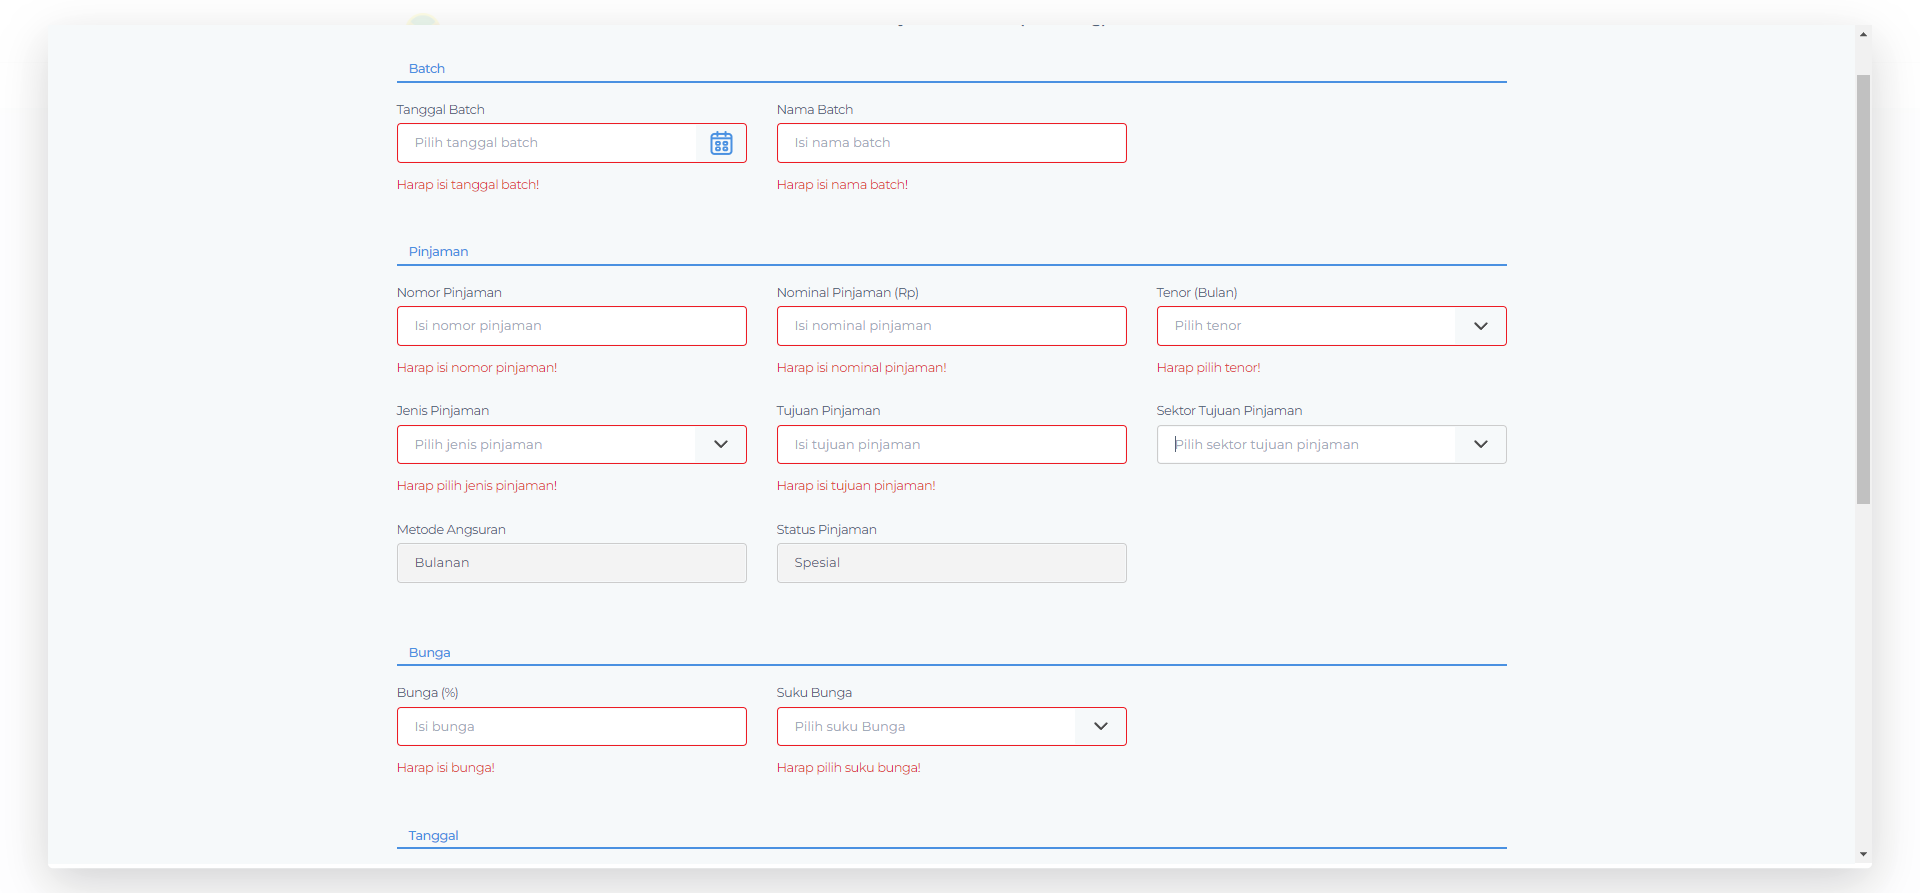 Batch
Tanggal Batch Nama Batch
Pilih tanggal batch Isi nama batch
Harap isi tanggal batch! Harap isi nama batch!
Pinjaman
Nomor Pinjaman Nominal Pinjaman (Rp) Tenor (Bulan)
Isi nomor pinjaman Isi nominal pinjaman Pilih tenor
Harap isi nomor pinjaman! Harap isi nominal pinjaman! Harap pilih tenor!
Jenis Pinjaman Tujuan Pinjaman Sektor Tujuan Pinjaman
Pilih jenis pinjaman Isi tujuan pinjaman Pilih sektor tujuan pinjaman
Harap pilih jenis pinjaman! Harap isi tujuan pinjaman!
Metode Angsuran Status Pinjaman
Bulanan Spesial
Bunga
Bunga (%) Suku Bunga
Isi bunga Pilih suku Bunga
Harap isi bunga! Harap pilih suku bunga!
Tanggal